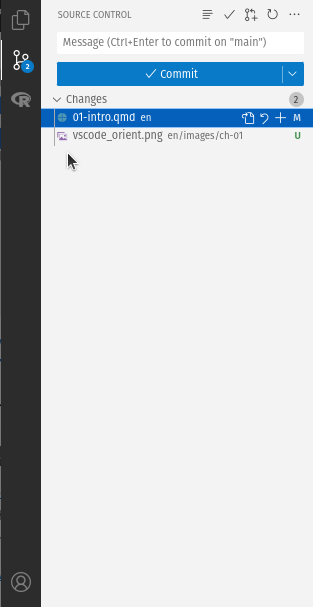 SOURCE CONTROL
Message (Ctrl+Enter to commit on "main")
Commit
Changes 2
01-intro.qmd en M
vscode_orient.png en/images/ch-01 U
2
R